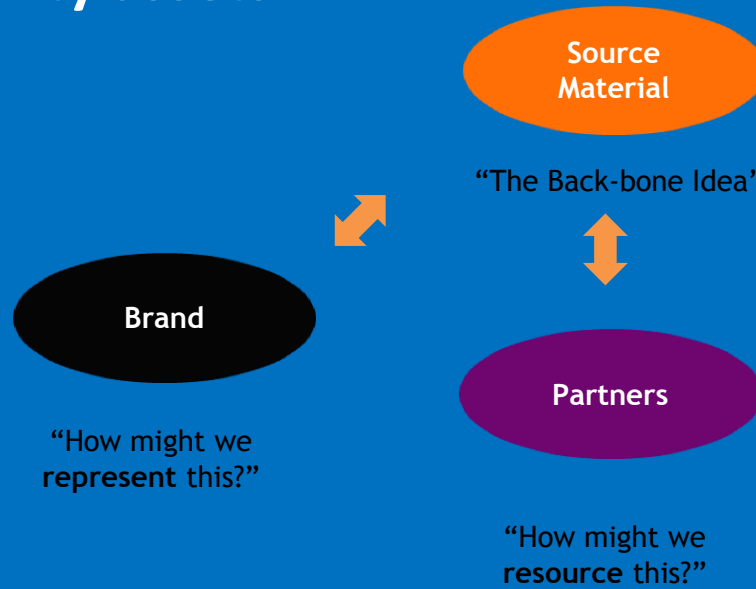 Source
Material
“The Back-bone Idea”
Brand
“How might we
represent this?”
Partners
“How might we
resource this?”